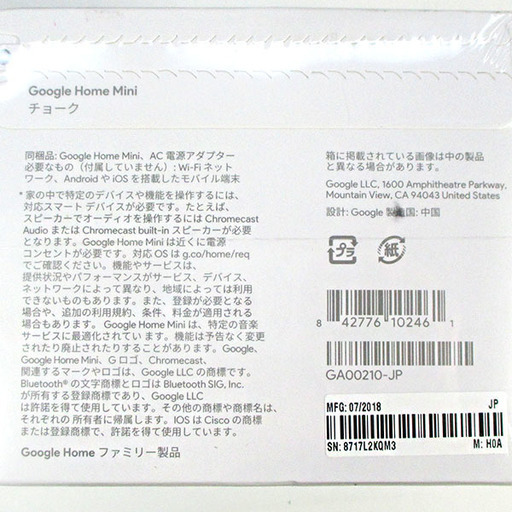 Google Home Mini
チョーク
同梱品: Google Home Mini、AC 電源アダプター
必要なもの（付属していません）: Wi-Fi ネット
ワーク、Android や iOS を搭載したモバイル端末
* 家の中で特定のデバイスや機能を操作するには、
対応スマート デバイスが必要です。たとえば、
スピーカーでオーディオを操作するには Chromecast
Audio または Chromecast built-in スピーカーが必要
となります。Google Home Mini は近くに電源
コンセントが必要です。対応 OS は g.co/home/req
でご確認ください。機能やサービスは、
提供状況やパフォーマンスがサービス、デバイス、
ネットワークによって異なり、地域によっては利用
できないものもあります。また、登録が必要となる
場合や、追加の利用規約、条件、料金が適用される
場合もあります。 Google Home Mini は、特定の音楽
サービスに最適化されています。機能は予告なく変更
されたり廃止されたりすることがあります。Google、
Google Home Mini、G ロゴ、Chromecast、
関連するマークやロゴは、Google LLC の商標です。
Bluetooth® の文字商標とロゴは Bluetooth SIG, Inc.
が所有する登録商標であり、Google LLC
は許諾を得て使用しています。その他の商標や商標名は、
それぞれの 所有者に帰属します。IOS は Cisco の商標
または登録商標で、許諾を得て使用しています。
Google Home ファミリー製品
箱に掲載されている画像は中の製品
と異なる場合があります。
Google LLC, 1600 Amphitheatre Parkway,
Mountain View, CA 94043 United States
設計: Google 製 国: 中国
プラ 紙
8 42776 10246 1
GA00210-JP
MFG: 07/2018 JP
SN: 8717L2KQM3 M: H0A